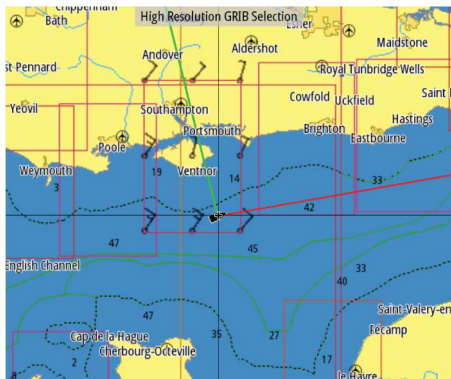 High Resolution GRIB Selection
Chippenham
Bath
Andover
Aldershot
Maidstone
Royal Tunbridge Wells
Yeovil
Southampton
Cowfold
Uckfield
Hastings
Portsmouth
Brighton
Eastbourne
Poole
Weymouth
Ventnor
3
19
14
33
42
47
45
English Channel
33
40
47
Saint-Valery-en
Fecamp
Cap de la Hague
35
27
Cherbourg-Octeville
2
17
le Havre
8